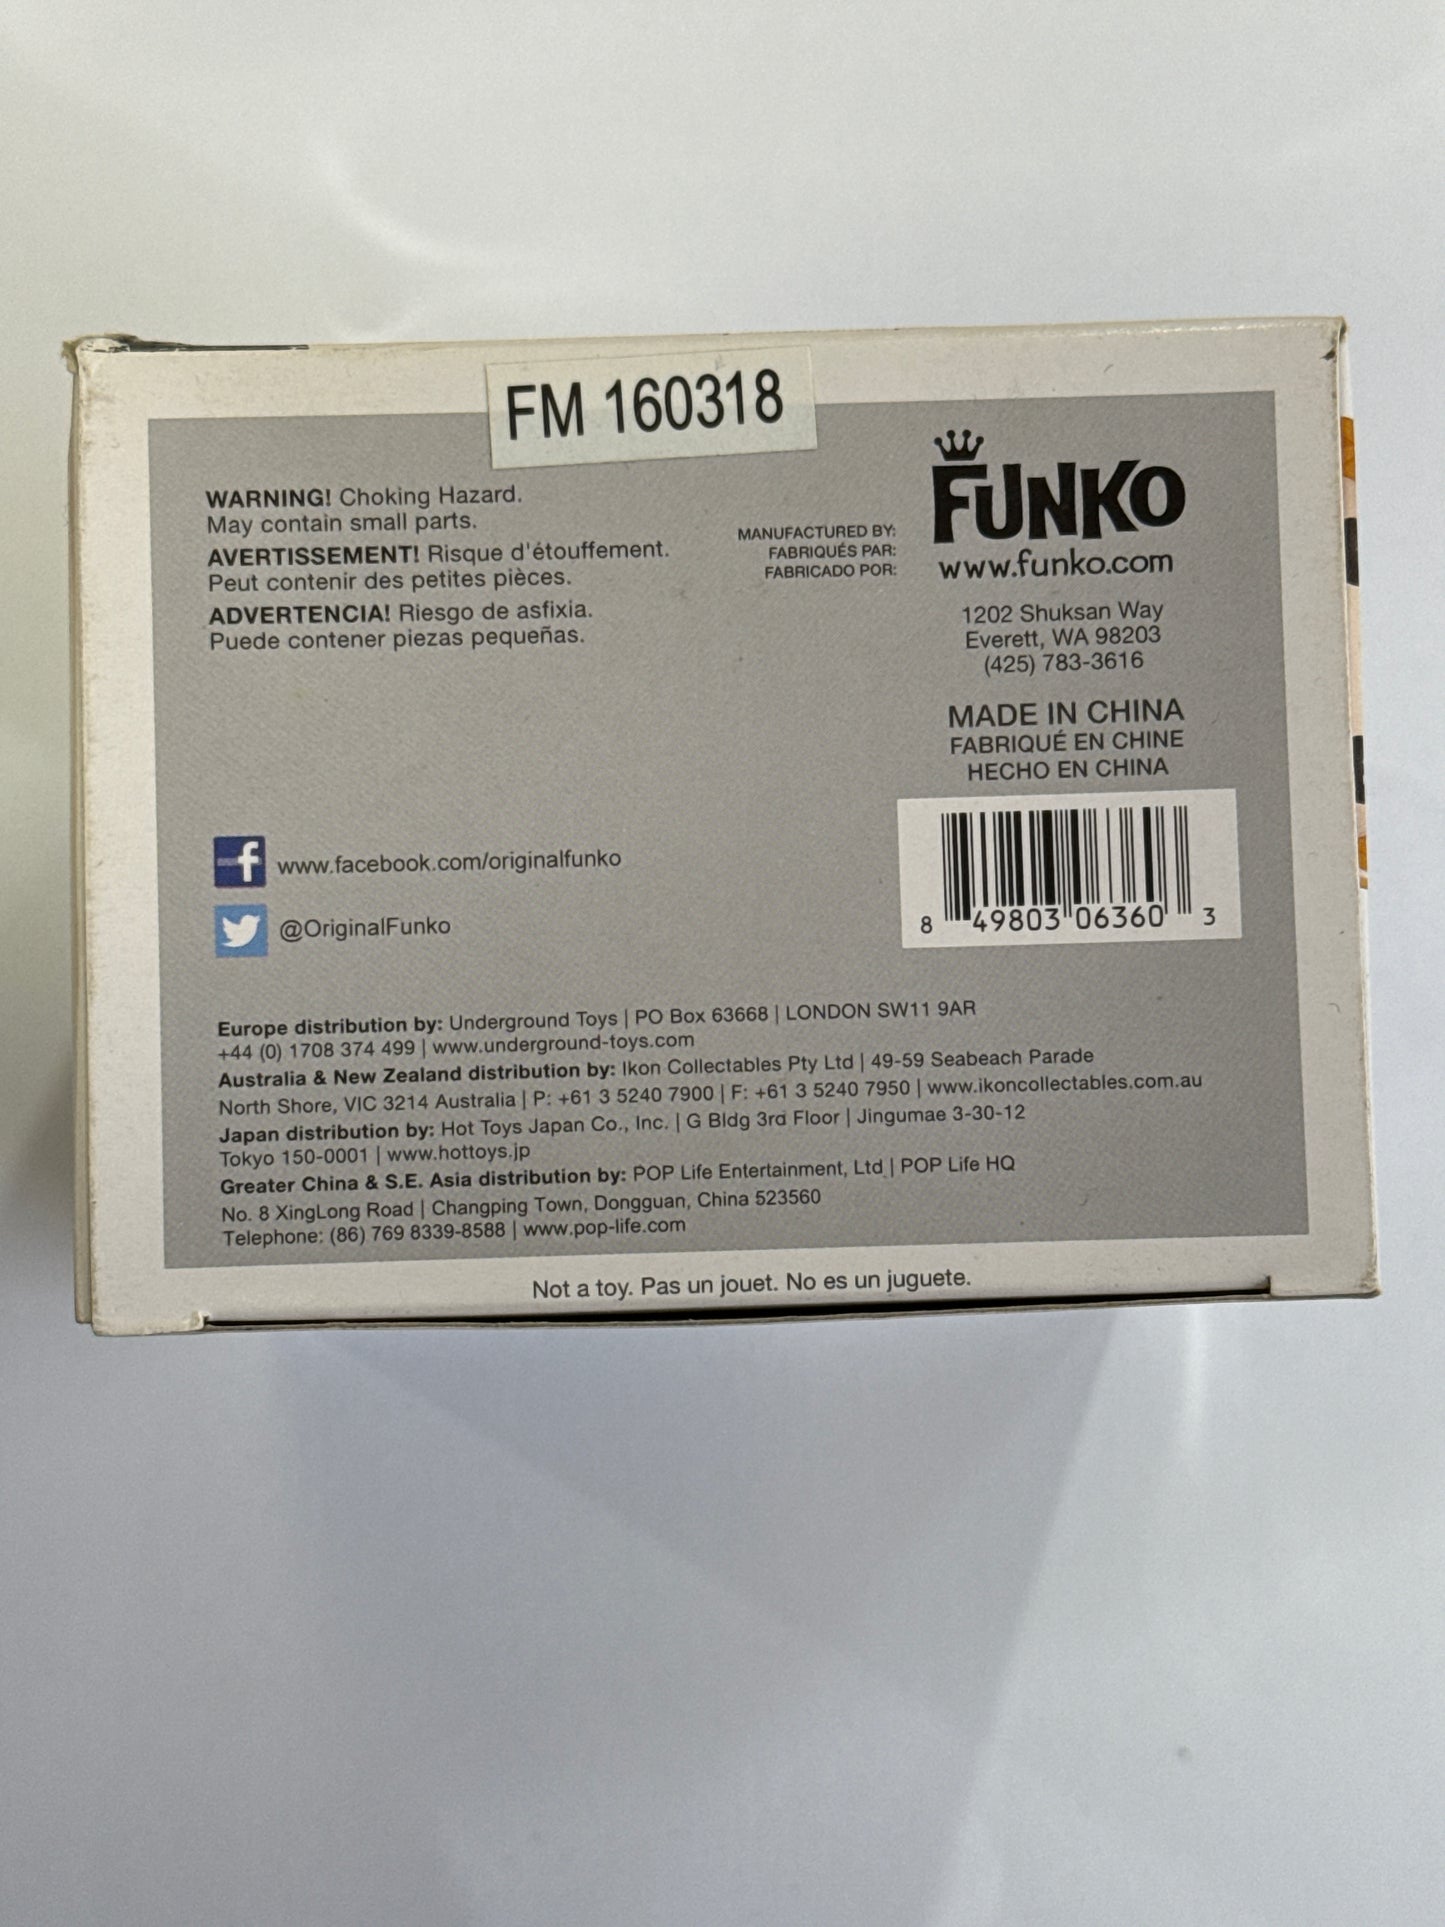 FM 160318
WARNING! Choking Hazard.
May contain small parts.
AVERTISSEMENT! Risque d'étouffement.
Peut contenir des petites pièces.
ADVERTENCIA! Riesgo de asfixia.
Puede contener piezas pequeñas.
MANUFACTURED BY:
FABRIQUÉS PAR:
FABRICADO POR:
FUNKO
www.funko.com
1202 Shuksan Way
Everett, WA 98203
(425) 783-3616
MADE IN CHINA
FABRIQUÉ EN CHINE
HECHO EN CHINA
8 49803 06360 3
f www.facebook.com/originalfunko
@OriginalFunko
Europe distribution by: Underground Toys | PO Box 63668 | LONDON SW11 9AR
+44 (0) 1708 374 499 | www.underground-toys.com
Australia & New Zealand distribution by: Ikon Collectables Pty Ltd | 49-59 Seabeach Parade
North Shore, VIC 3214 Australia | P: +61 3 5240 7900 | F: +61 3 5240 7950 | www.ikoncollectables.com.au
Japan distribution by: Hot Toys Japan Co., Inc. | G Bldg 3rd Floor | Jingumae 3-30-12
Tokyo 150-0001 | www.hottoys.jp
Greater China & S.E. Asia distribution by: POP Life Entertainment, Ltd | POP Life HQ
No. 8 XingLong Road | Changping Town, Dongguan, China 523560
Telephone: (86) 769 8339-8588 | www.pop-life.com
Not a toy. Pas un jouet. No es un juguete.